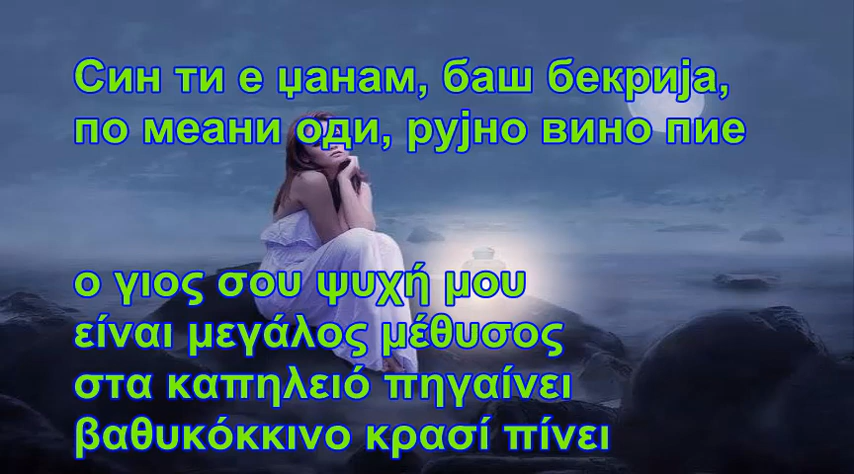 Син ти е џанам, баш бекрија,
по меани оди, рујно вино пие
ο γιος σου ψυχή μου
είναι μεγάλος μέθυσος
στα καπηλειό πηγαίνει
βαθυκόκκινο κρασί πίνει